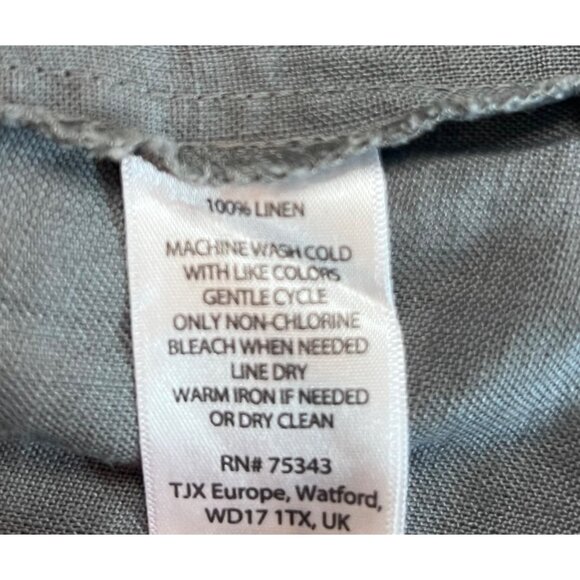 100% LINEN
MACHINE WASH COLD
WITH LIKE COLORS
GENTLE CYCLE
ONLY NON-CHLORINE
BLEACH WHEN NEEDED
LINE DRY
WARM IRON IF NEEDED
OR DRY CLEAN
RN# 75343
TJX Europe, Watford,
WD17 1TX, UK